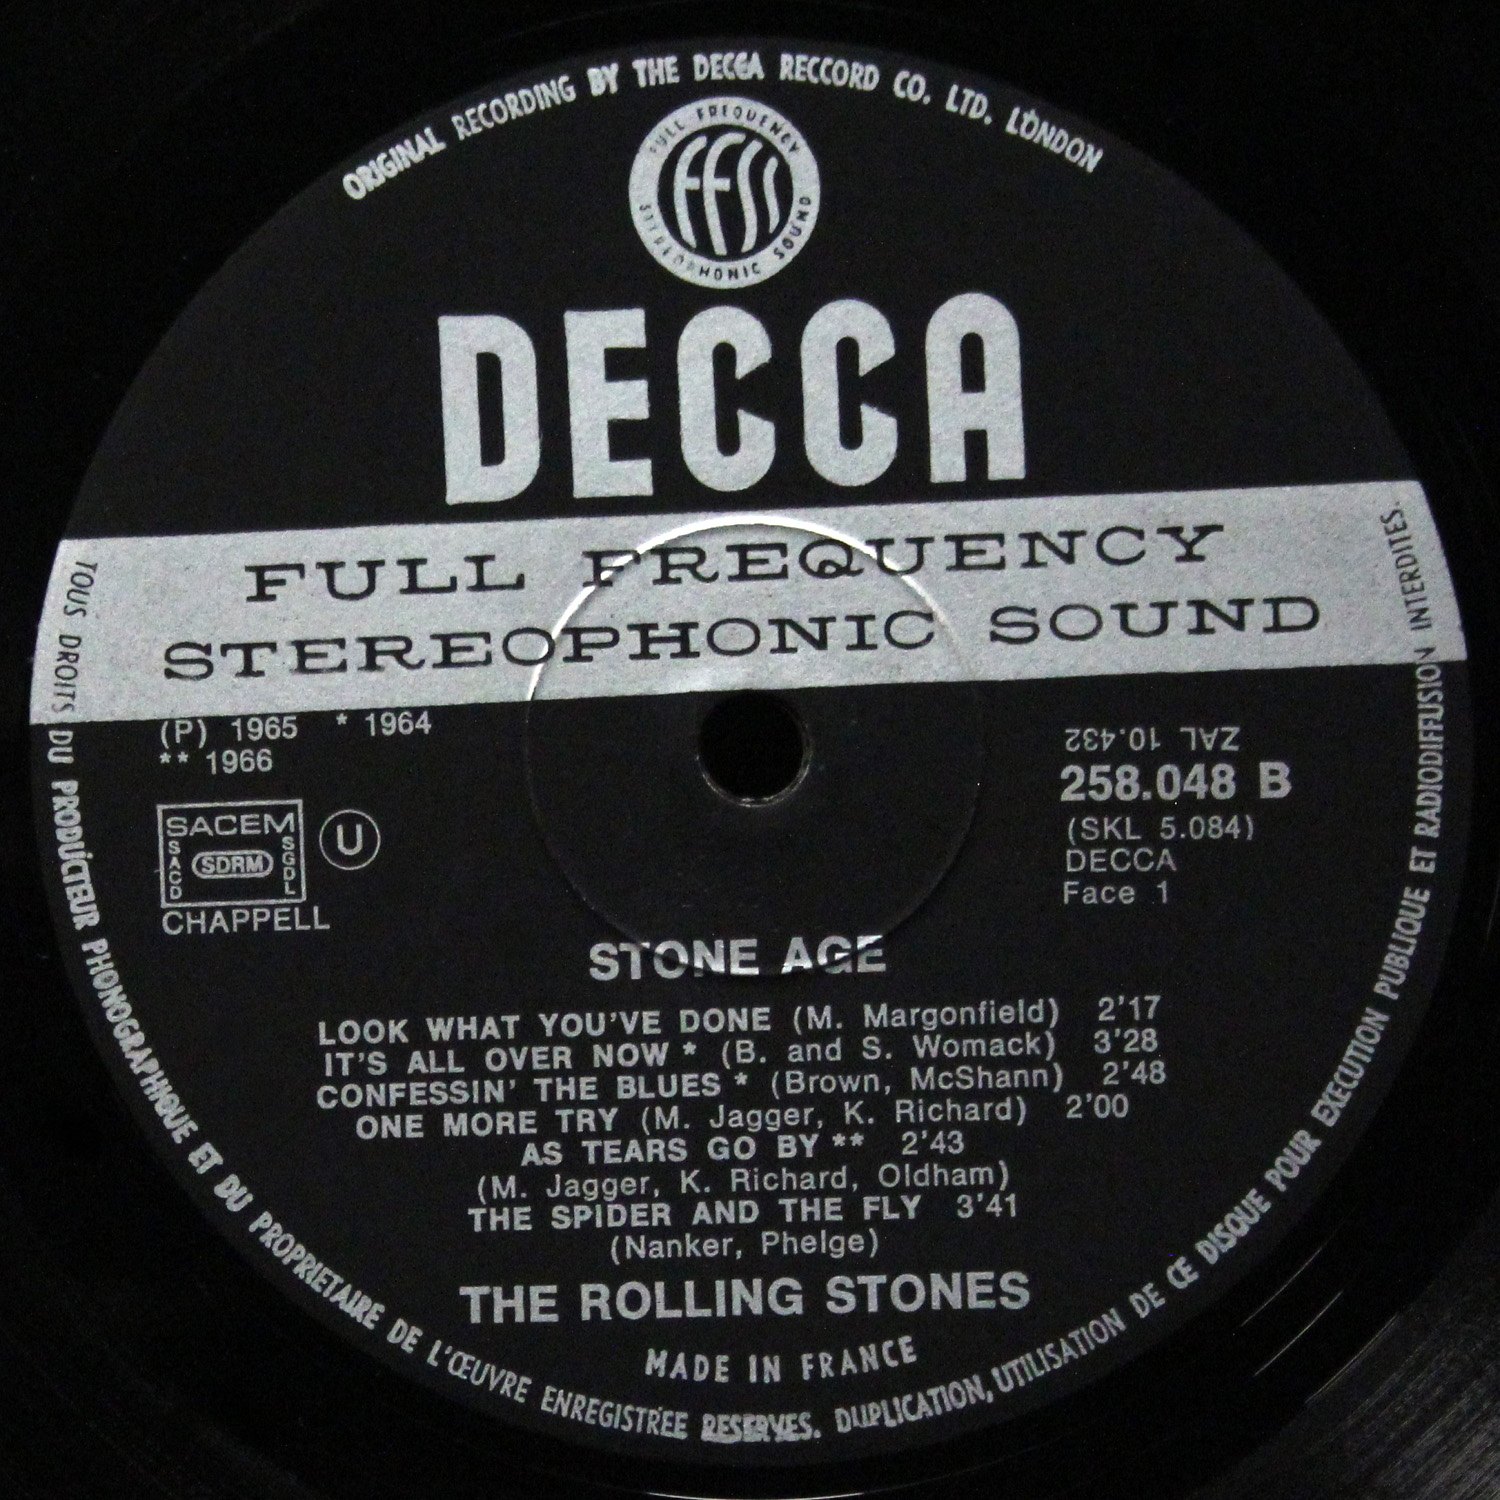 ORIGINAL RECORDING BY THE DECCA RECCORD CO. LTD. LONDON
FULL FREQUENCY
FFSS
STEREOPHONIC SOUND
DECCA
FULL FREQUENCY
STEREOPHONIC SOUND
(P) 1965 * 1964
** 1966
SACEM
SACD
SDRM
SGDL
U
CHAPPELL
ZAL 10.432
258.048 B
(SKL 5.084)
DECCA
Face 1
STONE AGE
LOOK WHAT YOU'VE DONE (M. Margonfield) 2'17
IT'S ALL OVER NOW * (B. and S. Womack) 3'28
CONFESSIN' THE BLUES * (Brown, McShann) 2'48
ONE MORE TRY (M. Jagger, K. Richard) 2'00
AS TEARS GO BY ** 2'43
(M. Jagger, K. Richard, Oldham)
THE SPIDER AND THE FLY 3'41
(Nanker, Phelge)
THE ROLLING STONES
MADE IN FRANCE
TOUS DROITS DU PRODUCTEUR PHONOGRAPHIQUE ET DU PROPRIETAIRE DE L'ŒUVRE ENREGISTRÉE RESERVES. DUPLICATION, UTILISATION DE CE DISQUE POUR EXECUTION PUBLIQUE ET RADIODIFFUSION INTERDITES.